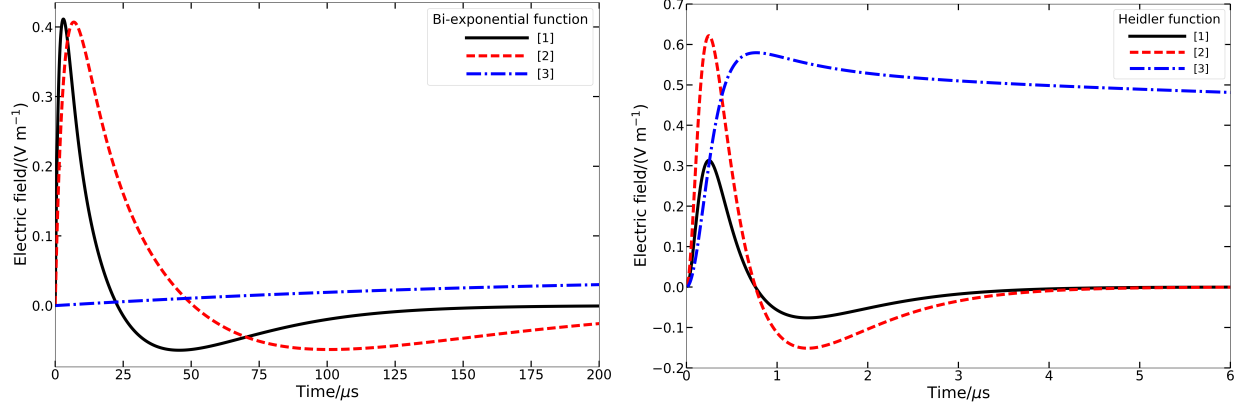 Bi-exponential function
[1]
[2]
[3]
Electric field/(V m⁻¹)
0.4
0.3
0.2
0.1
0.0
0 25 50 75 100 125 150 175 200
Time/μs
Heidler function
[1]
[2]
[3]
Electric field/(V m⁻¹)
0.7
0.6
0.5
0.4
0.3
0.2
0.1
0.0
−0.1
−0.2
0 1 2 3 4 5 6
Time/μs